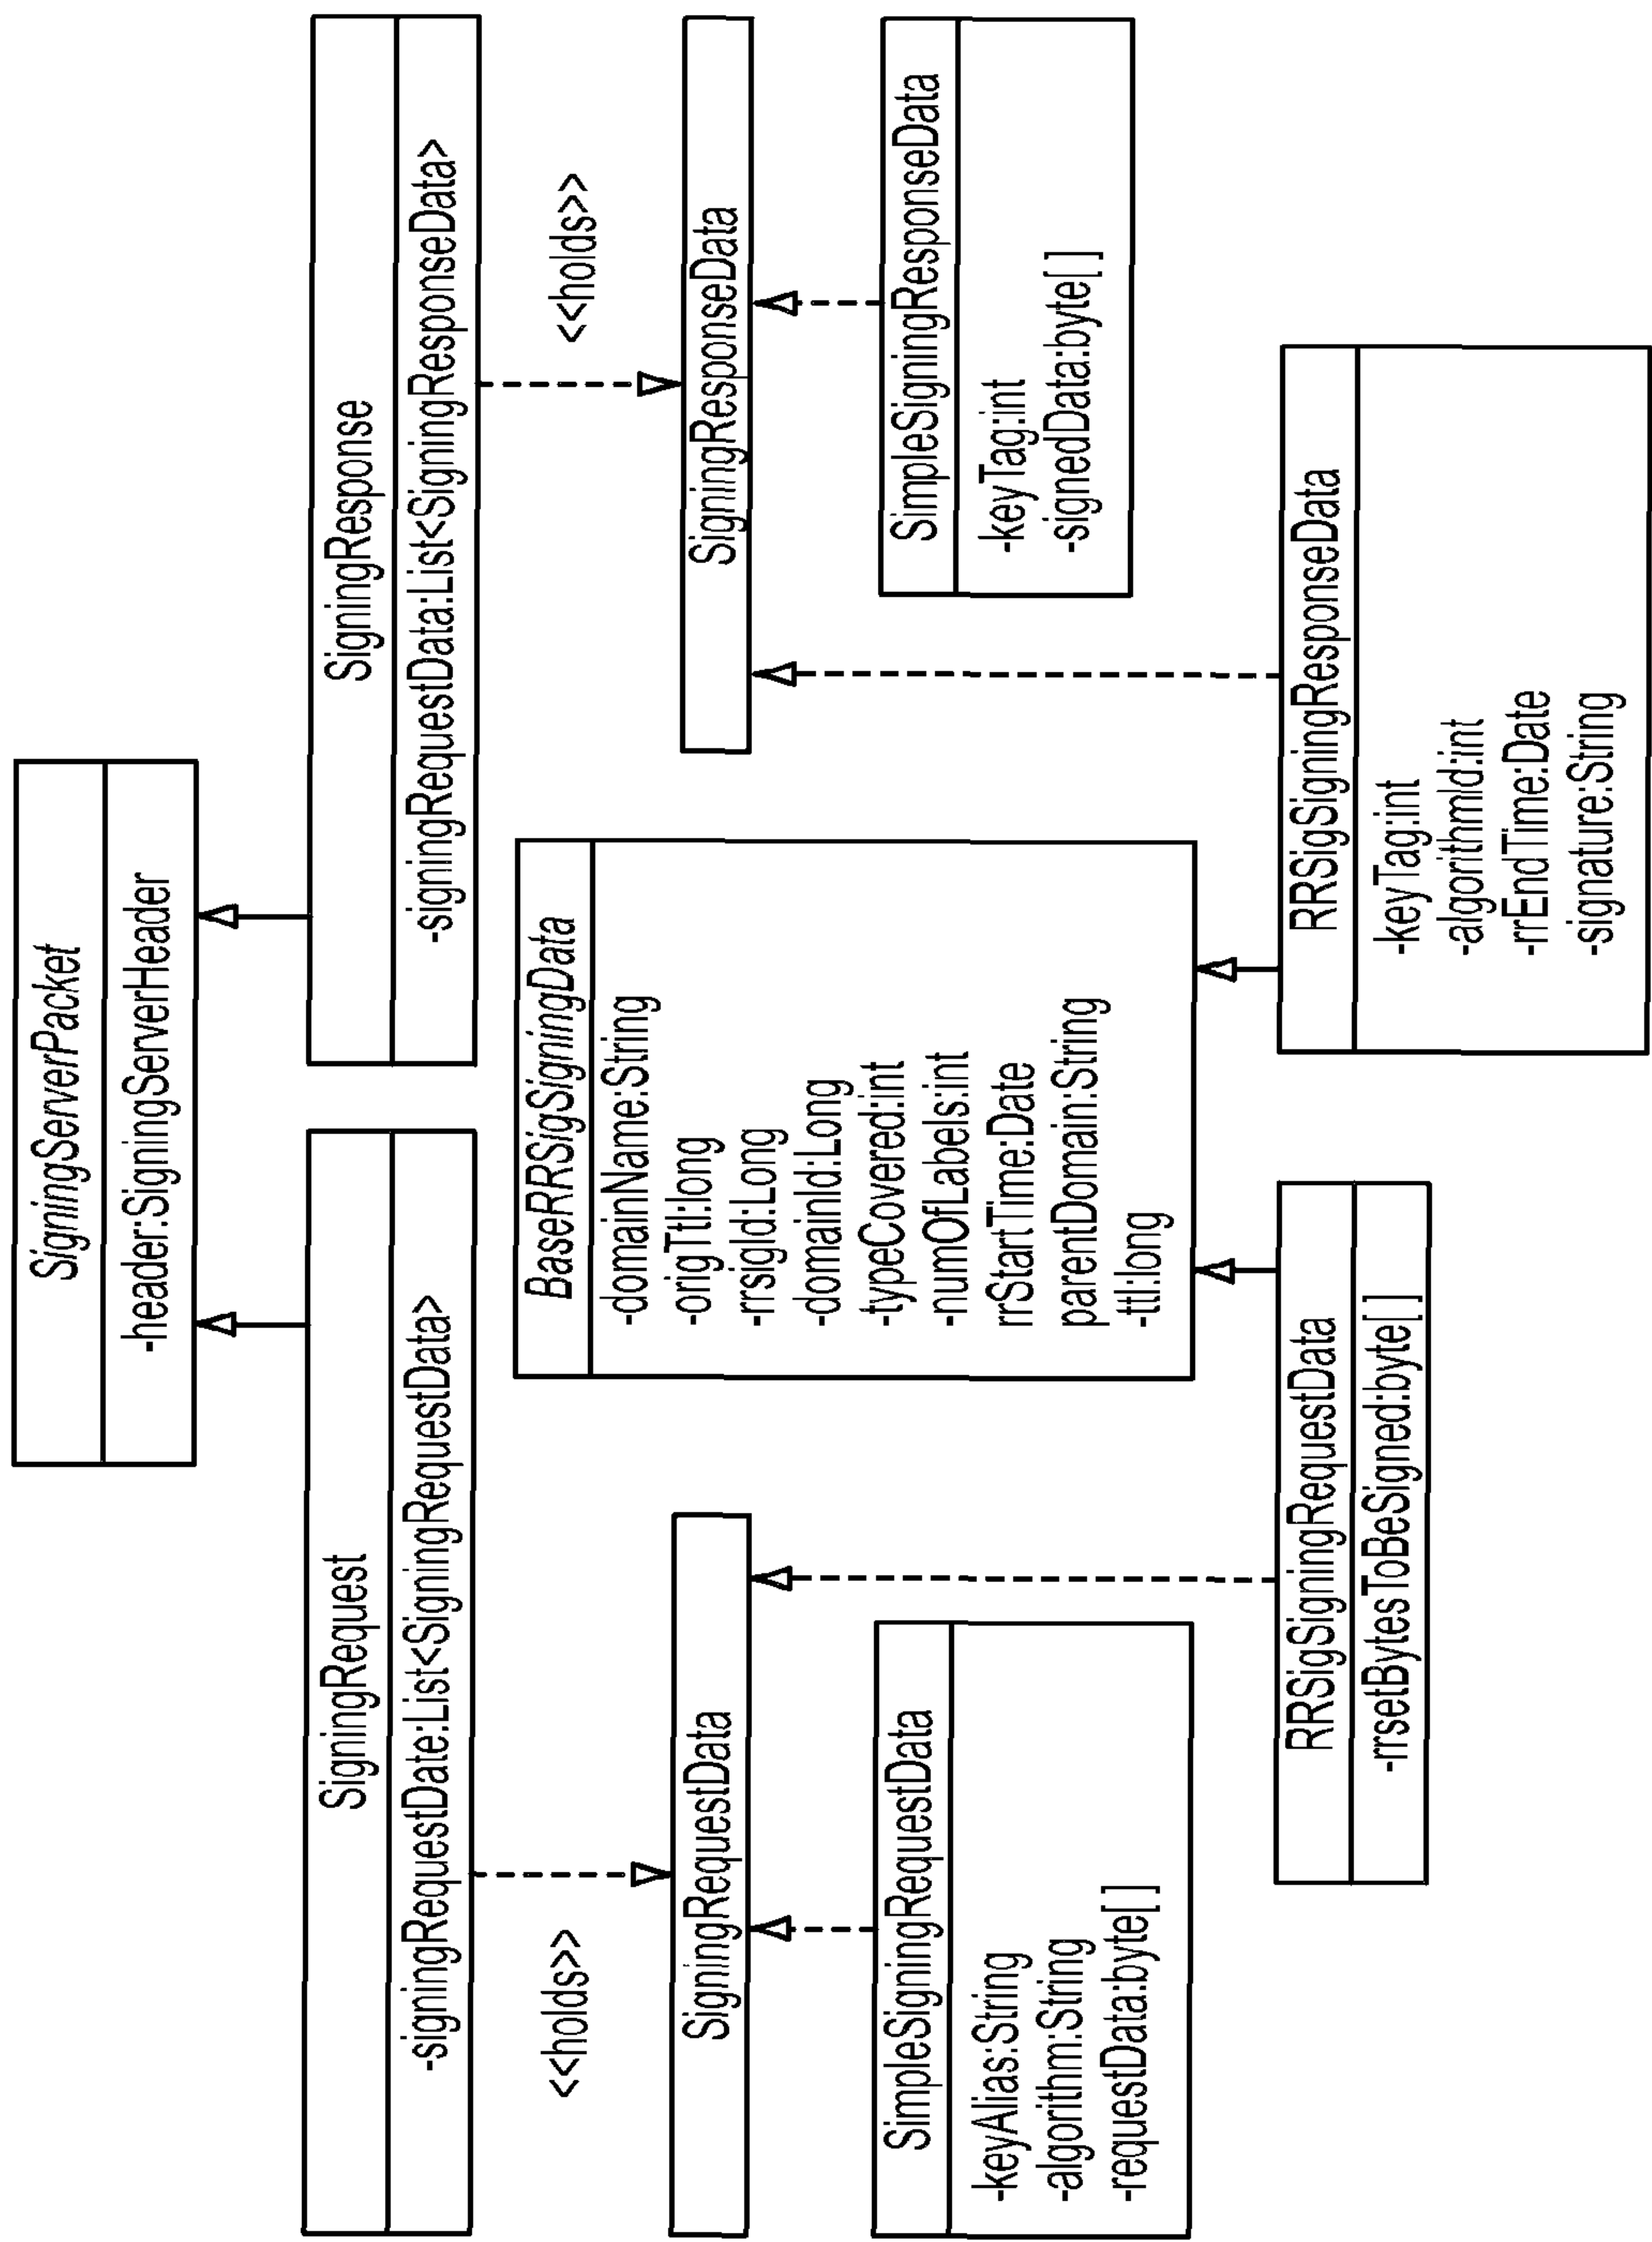 SigningServerPacket
-header:SigningServerHeader
SigningRequest
-signingRequestDate:List<SigningRequestData>
SigningResponse
-signingRequestData:List<SigningResponseData>
<<holds>>
<<holds>>
SigningRequestData
SimpleSigningRequestData
-keyAlias:String
-algorithm:String
-requestData:byte[ ]
BaseRRSigSigningData
-domainName:String
-origTtl:long
-rrsigId:Long
-domainId:Long
-typeCovered:int
-numOfLabels:int
rrStartTime:Date
parentDomain:String
-ttl:long
SigningResponseData
SimpleSigningResponseData
-keyTag:int
-signedData:byte[ ]
RRSigSigningRequestData
-rrsetBytesToBeSigned:byte[ ]
RRSigSigningResponseData
-keyTag:int
-algorithmId:int
-rrEndTime:Date
-signature:String